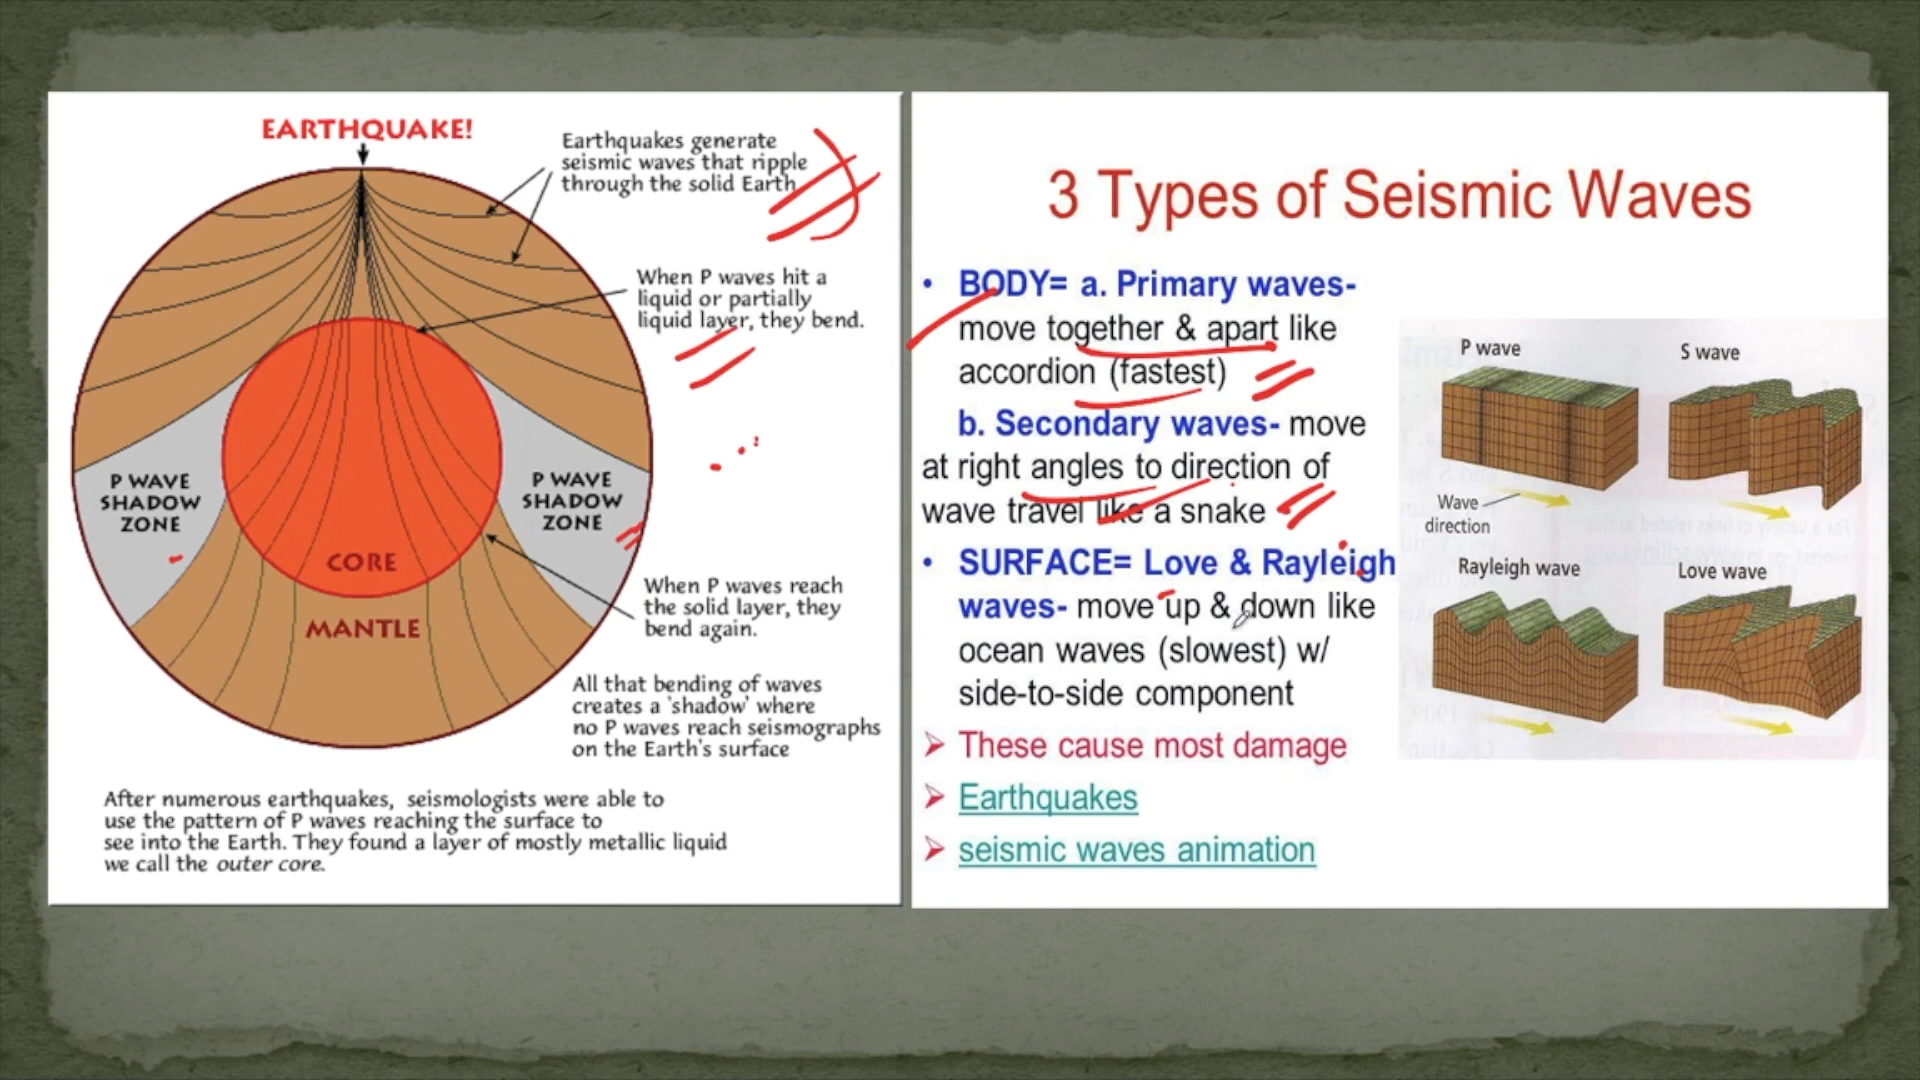 EARTHQUAKE!
Earthquakes generate
seismic waves that ripple
through the solid Earth
When P waves hit a
liquid or partially
liquid layer, they bend.
P WAVE
SHADOW
ZONE
P WAVE
SHADOW
ZONE
CORE
MANTLE
When P waves reach
the solid layer, they
bend again.
All that bending of waves
creates a 'shadow' where
no P waves reach seismographs
on the Earth's surface
After numerous earthquakes, seismologists were able to
use the pattern of P waves reaching the surface to
see into the Earth. They found a layer of mostly metallic liquid
we call the outer core.
3 Types of Seismic Waves
• BODY= a. Primary waves-
move together & apart like
accordion (fastest)
b. Secondary waves- move
at right angles to direction of
wave travel like a snake
• SURFACE= Love & Rayleigh
waves- move up & down like
ocean waves (slowest) w/
side-to-side component
These cause most damage
Earthquakes
seismic waves animation
P wave
S wave
Wave
direction
Rayleigh wave
Love wave